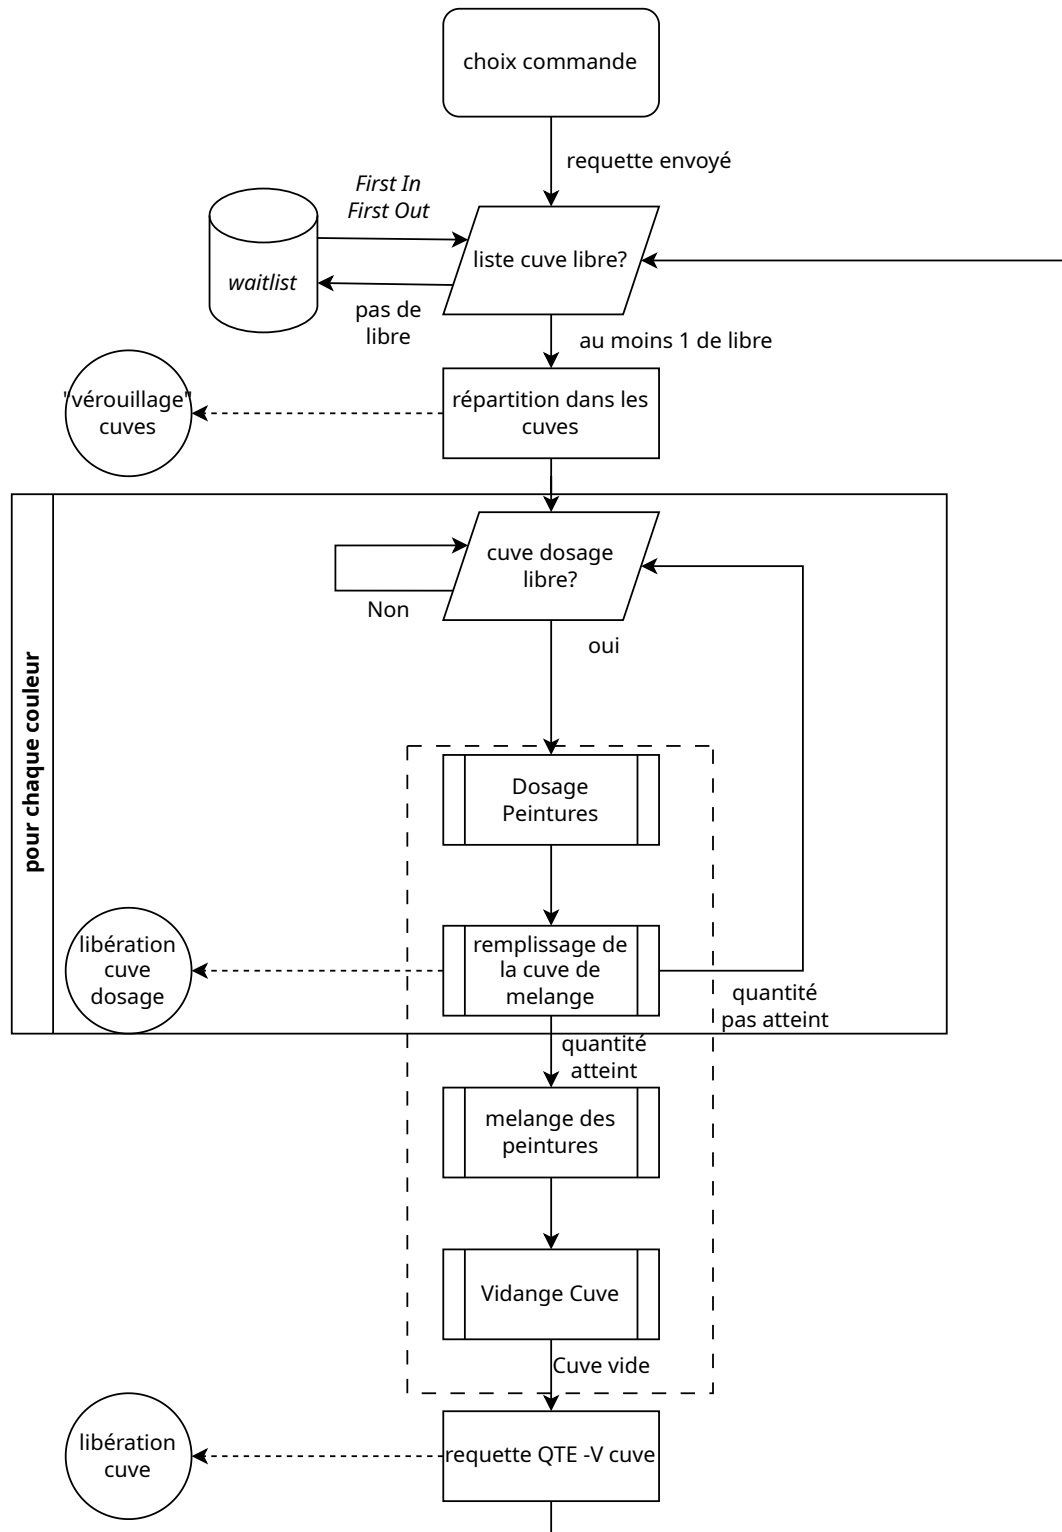 choix commande
requette envoyé
First In
First Out
liste cuve libre?
waitlist
pas de
libre
au moins 1 de libre
"vérouillage"
cuves
répartition dans les
cuves
pour chaque couleur
cuve dosage
libre?
Non
oui
Dosage
Peintures
libération
cuve
dosage
remplissage de
la cuve de
melange
quantité
pas atteint
quantité
atteint
melange des
peintures
Vidange Cuve
Cuve vide
libération
cuve
requette QTE -V cuve